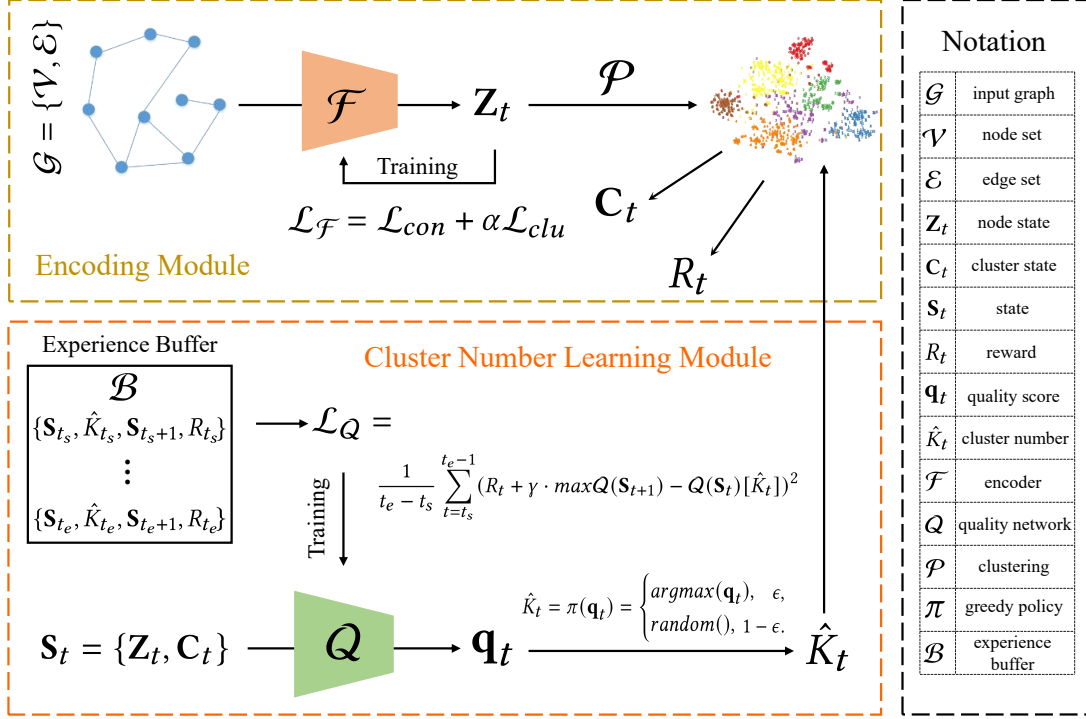 𝒢 = {𝒱, ℰ}
ℱ
Z_t
𝒫
Training
ℒ_ℱ = ℒ_con + αℒ_clu
C_t
R_t
Encoding Module
Experience Buffer
ℬ
{S_{t_s}, K̂_{t_s}, S_{t_s+1}, R_{t_s}}
⋮
{S_{t_e}, K̂_{t_e}, S_{t_e+1}, R_{t_e}}
Cluster Number Learning Module
ℒ_𝒬 =
1/(t_e − t_s) ∑_{t=t_s}^{t_e−1} (R_t + γ · max𝒬(S_{t+1}) − 𝒬(S_t)[K̂_t])²
Training
S_t = {Z_t, C_t}
𝒬
q_t
K̂_t = π(q_t) = { argmax(q_t), ϵ,
random(), 1 − ϵ.
K̂_t
Notation
𝒢 input graph
𝒱 node set
ℰ edge set
Z_t node state
C_t cluster state
S_t state
R_t reward
q_t quality score
K̂_t cluster number
ℱ encoder
𝒬 quality network
𝒫 clustering
π greedy policy
ℬ experience
buffer